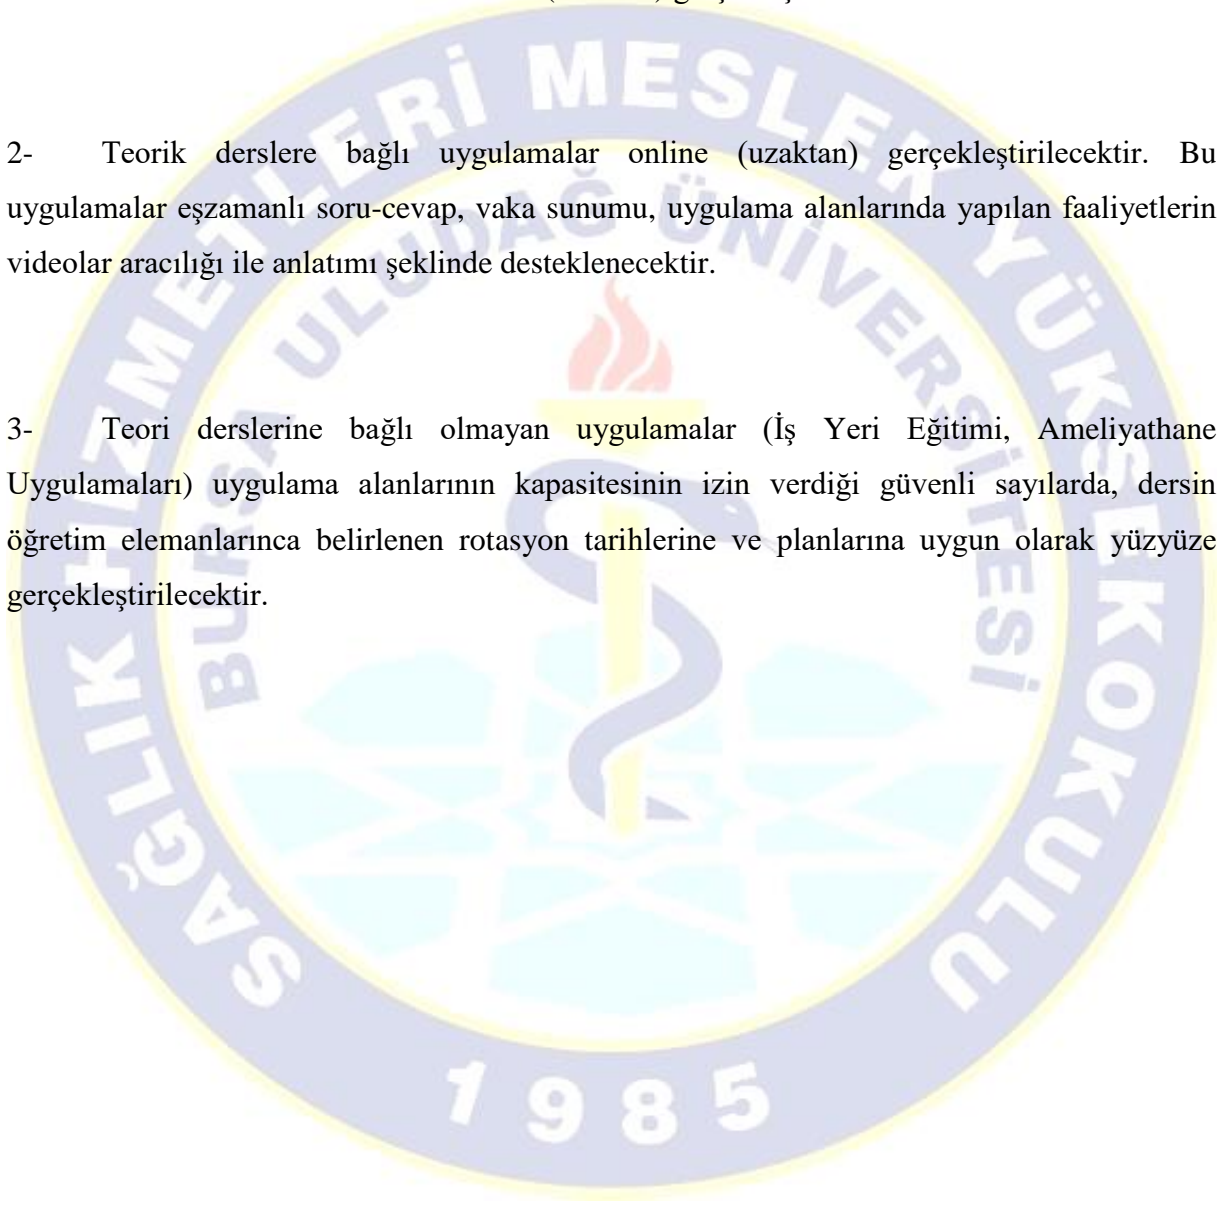 2- Teorik derslere bağlı uygulamalar online (uzaktan) gerçekleştirilecektir. Bu
uygulamalar eşzamanlı soru-cevap, vaka sunumu, uygulama alanlarında yapılan faaliyetlerin
videolar aracılığı ile anlatımı şeklinde desteklenecektir.
3- Teori derslerine bağlı olmayan uygulamalar (İş Yeri Eğitimi, Ameliyathane
Uygulamaları) uygulama alanlarının kapasitesinin izin verdiği güvenli sayılarda, dersin
öğretim elemanlarınca belirlenen rotasyon tarihlerine ve planlarına uygun olarak yüzyüze
gerçekleştirilecektir.
SAĞLIK HİZMETLERİ MESLEK YÜKSEKOKULU
BURSA ULUDAĞ ÜNİVERSİTESİ
1985